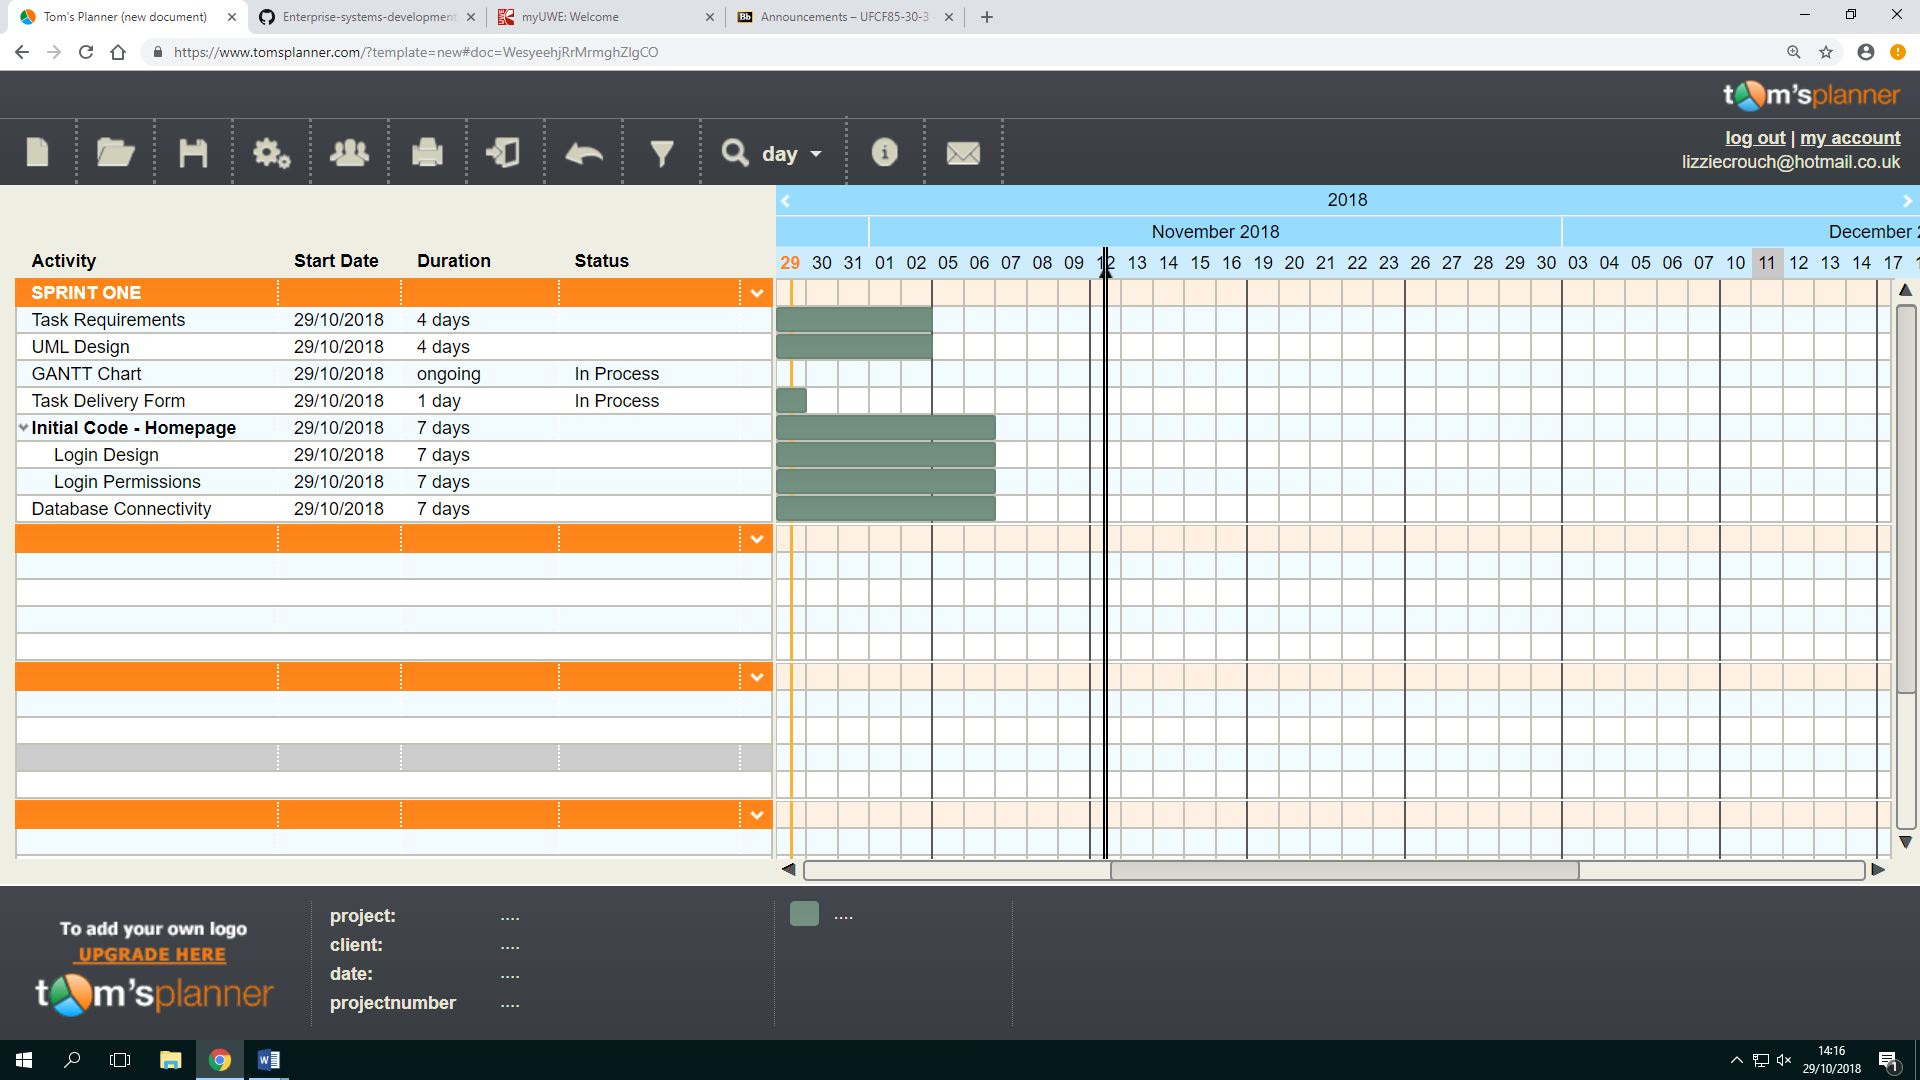 Tom's Planner (new document)
Enterprise-systems-development
myUWE: Welcome
Bb Announcements – UFCF85-30-3
https://www.tomsplanner.com/?template=new#doc=WesyeehjRrMrmghZIgCO
tom'splanner
day
log out | my account
lizziecrouch@hotmail.co.uk
2018
November 2018 December 2
Activity Start Date Duration Status
29 30 31 01 02 05 06 07 08 09 12 13 14 15 16 19 20 21 22 23 26 27 28 29 30 03 04 05 06 07 10 11 12 13 14 17 1
SPRINT ONE
Task Requirements 29/10/2018 4 days
UML Design 29/10/2018 4 days
GANTT Chart 29/10/2018 ongoing In Process
Task Delivery Form 29/10/2018 1 day In Process
Initial Code - Homepage 29/10/2018 7 days
Login Design 29/10/2018 7 days
Login Permissions 29/10/2018 7 days
Database Connectivity 29/10/2018 7 days
To add your own logo
UPGRADE HERE
tom'splanner
project: ....
client: ....
date: ....
projectnumber ....
....
14:16
29/10/2018
1